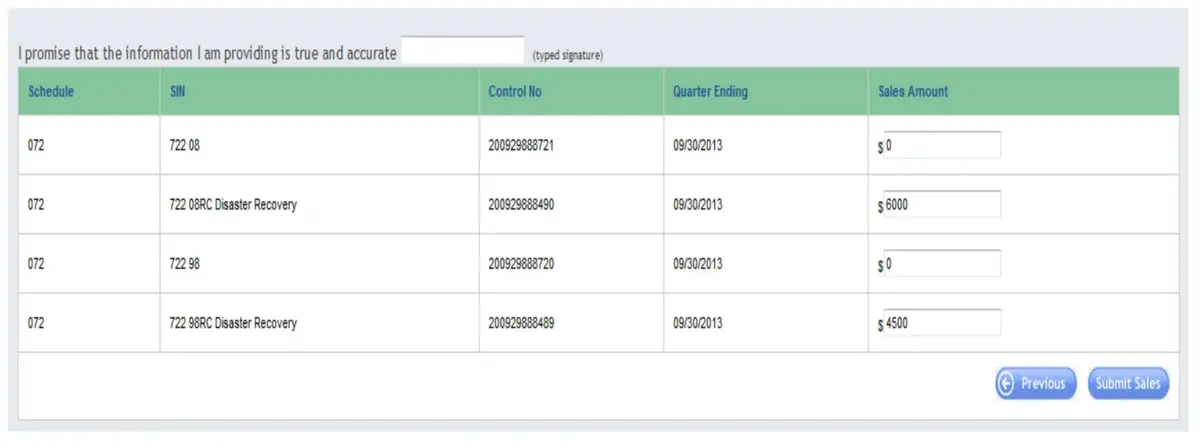 I promise that the information I am providing is true and accurate (typed signature)
Schedule SIN Control No Quarter Ending Sales Amount
072 722 08 200929888721 09/30/2013 $ 0
072 722 08RC Disaster Recovery 200929888490 09/30/2013 $ 6000
072 722 98 200929888720 09/30/2013 $ 0
072 722 98RC Disaster Recovery 200929888489 09/30/2013 $ 4500
Previous Submit Sales